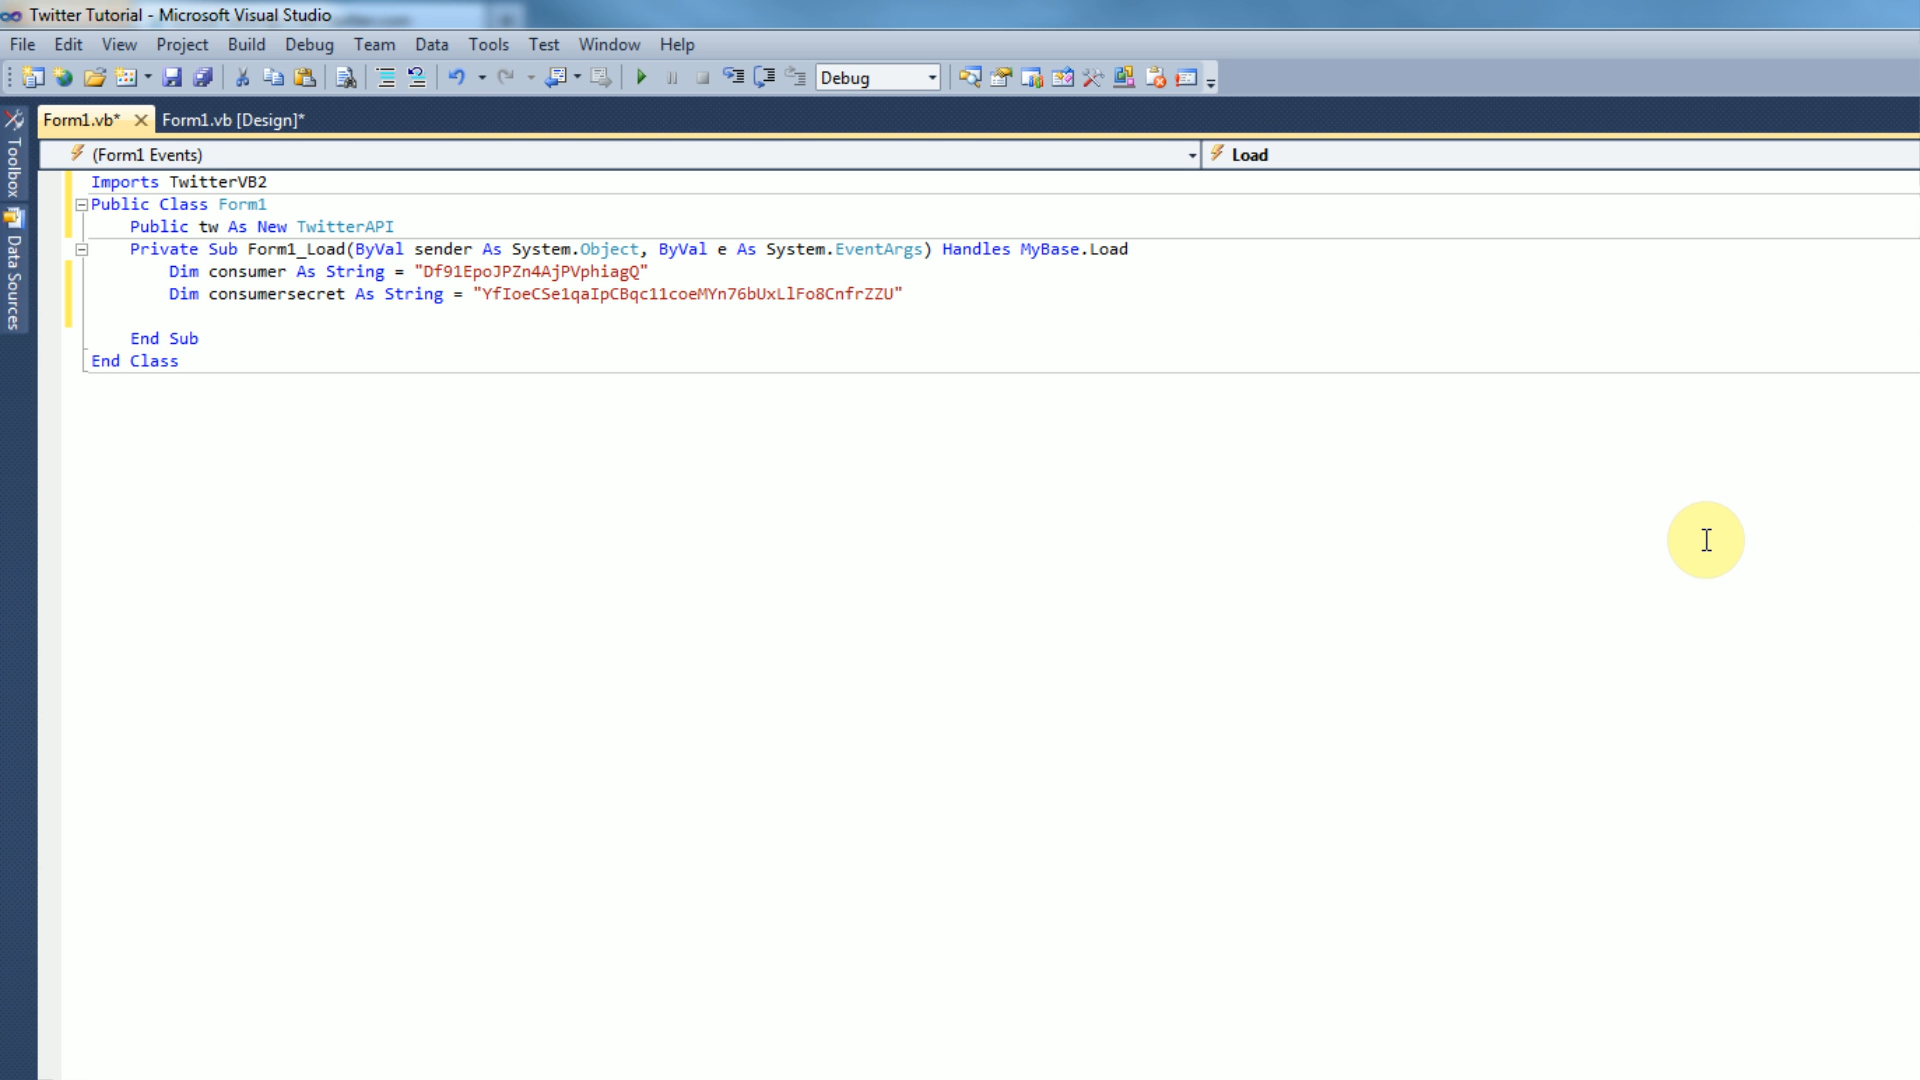 Twitter Tutorial - Microsoft Visual Studio
File Edit View Project Build Debug Team Data Tools Test Window Help
Debug
Form1.vb* Form1.vb [Design]*
(Form1 Events) Load
Toolbox
Data Sources
Imports TwitterVB2
Public Class Form1
Public tw As New TwitterAPI
Private Sub Form1_Load(ByVal sender As System.Object, ByVal e As System.EventArgs) Handles MyBase.Load
Dim consumer As String = "Df91EpoJPZn4AjPVphiagQ"
Dim consumersecret As String = "YfIoeCSe1qaIpCBqc11coeMYn76bUxLlFo8CnfrZZU"
End Sub
End Class